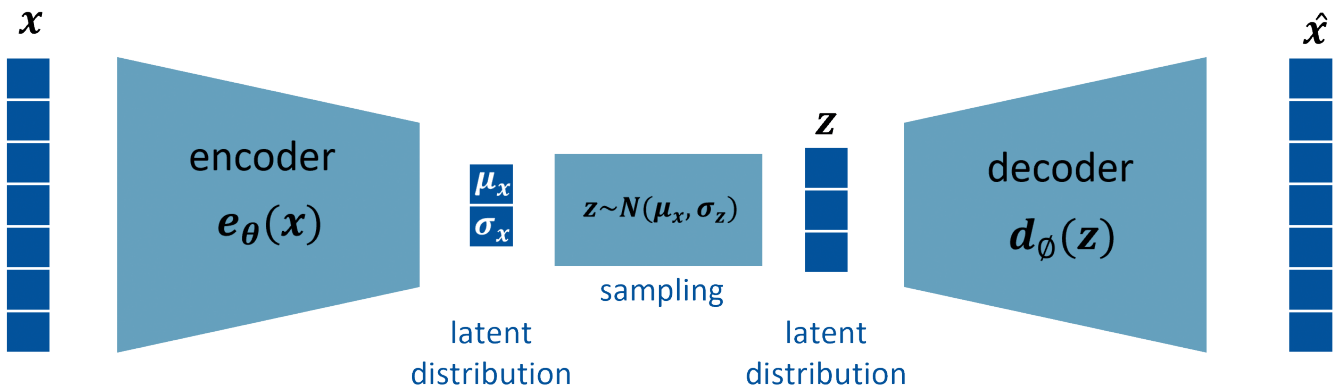 x
encoder
e_θ(x)
μ_x
σ_x
z~N(μ_x, σ_z)
sampling
latent
distribution
z
latent
distribution
decoder
d_∅(z)
x̂